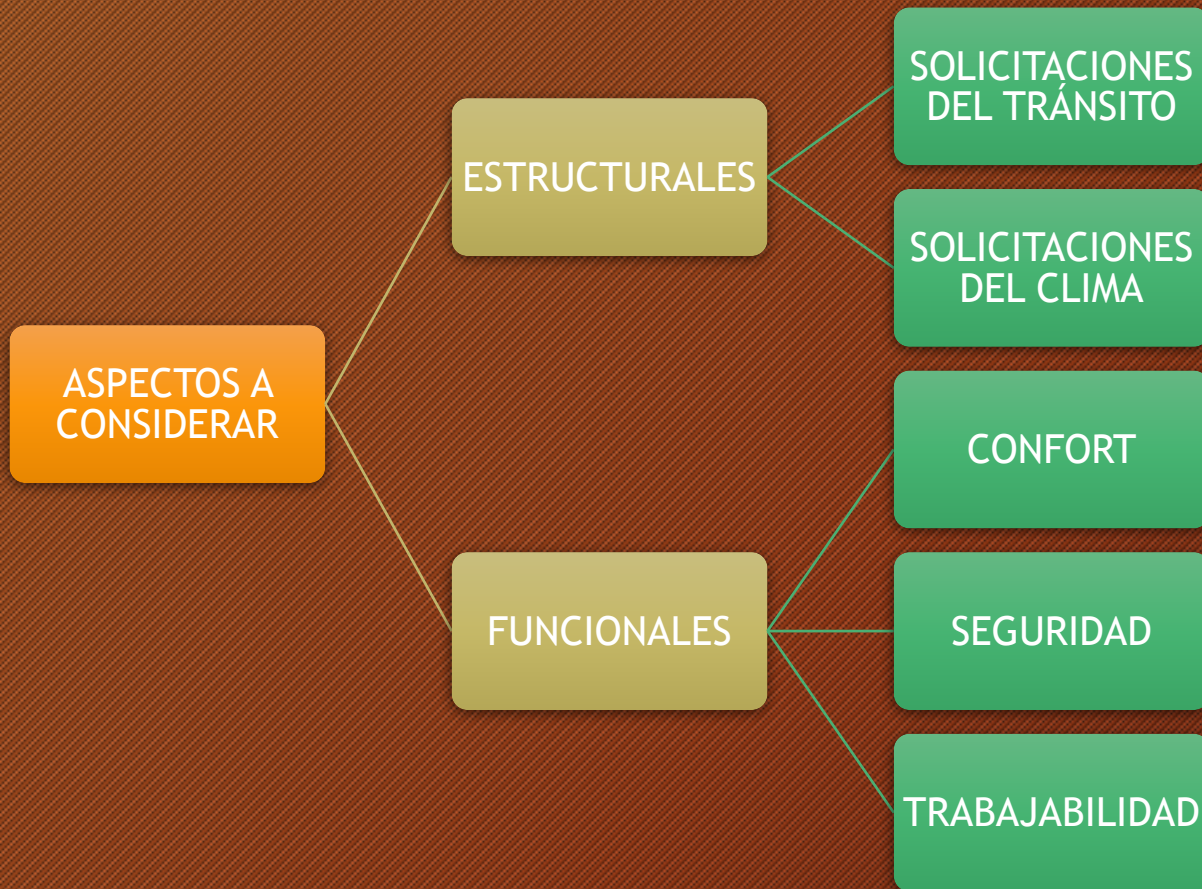 ASPECTOS A
CONSIDERAR
ESTRUCTURALES
SOLICITACIONES
DEL TRÁNSITO
SOLICITACIONES
DEL CLIMA
FUNCIONALES
CONFORT
SEGURIDAD
TRABAJABILIDAD